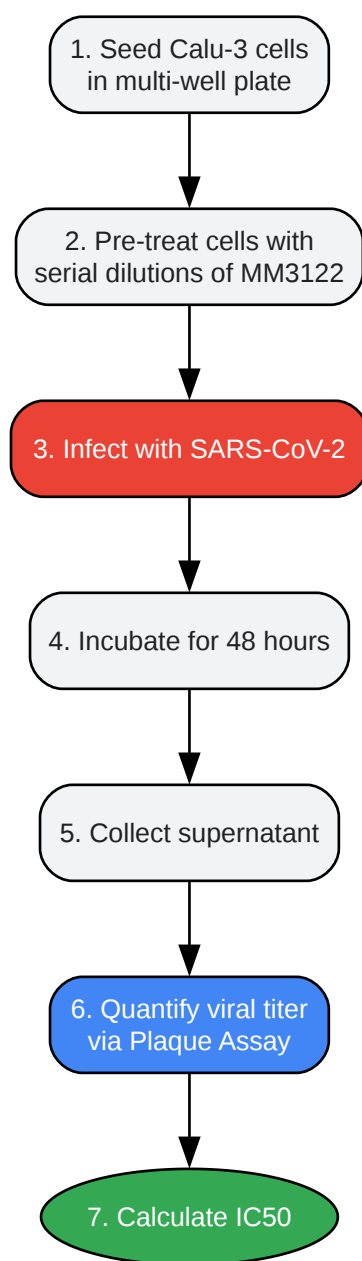 1. Seed Calu-3 cells
in multi-well plate
2. Pre-treat cells with
serial dilutions of MM3122
3. Infect with SARS-CoV-2
4. Incubate for 48 hours
5. Collect supernatant
6. Quantify viral titer
via Plaque Assay
7. Calculate IC50